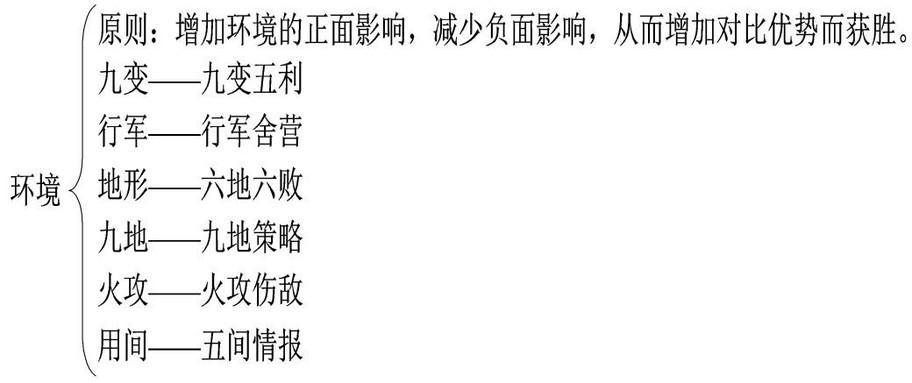 原则：增加环境的正面影响，减少负面影响，从而增加对比优势而获胜。
九变——九变五利
行军——行军舍营
环境
地形——六地六败
九地——九地策略
火攻——火攻伤敌
用间——五间情报